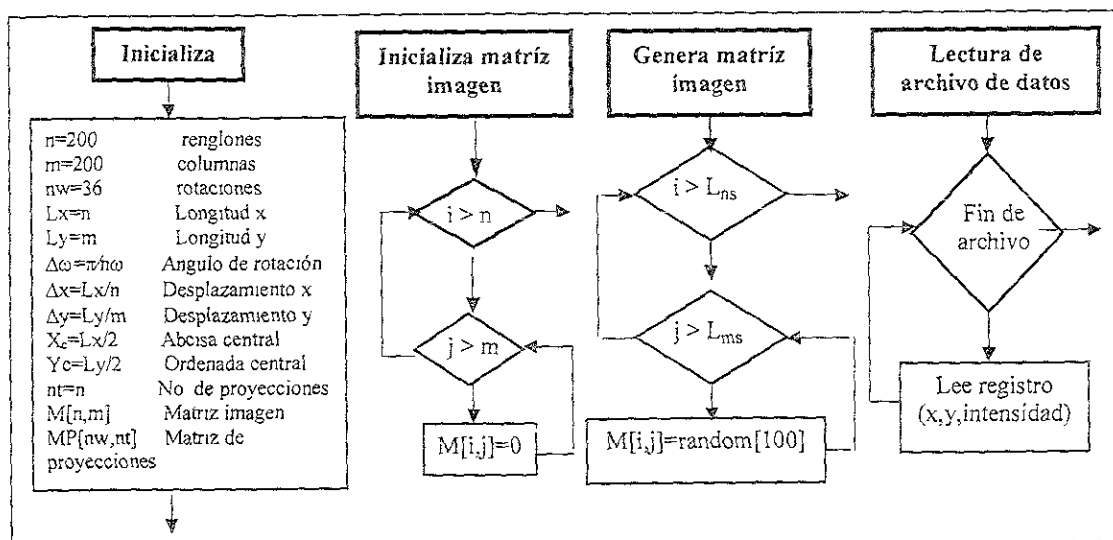 Inicializa
n=200 renglones
m=200 columnas
nw=36 rotaciones
Lx=n Longitud x
Ly=m Longitud y
Δω=π/nω Angulo de rotación
Δx=Lx/n Desplazamiento x
Δy=Ly/m Desplazamiento y
Xc=Lx/2 Abcisa central
Yc=Ly/2 Ordenada central
nt=n No de proyecciones
M[n,m] Matriz imagen
MP[nw,nt] Matriz de
proyecciones
Inicializa matríz
imagen
i > n
j > m
M[i,j]=0
Genera matríz
imagen
i > Lns
j > Lms
M[i,j]=random[100]
Lectura de
archivo de datos
Fin de
archivo
Lee registro
(x,y,intensidad)